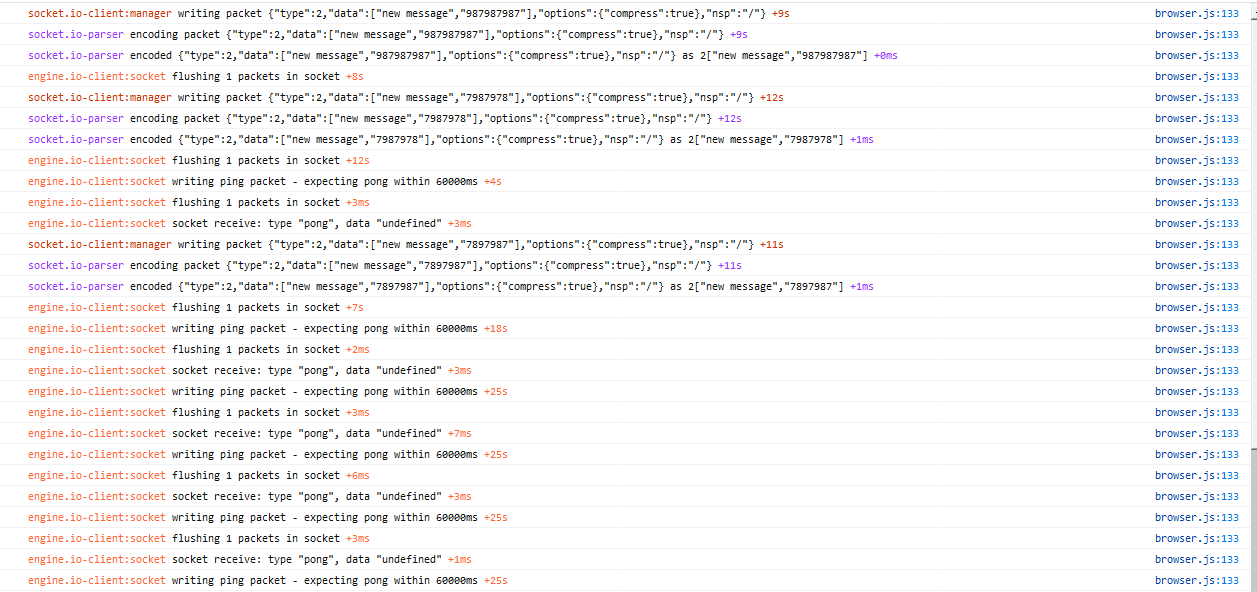 socket.io-client:manager writing packet {"type":2,"data":["new message","987987987"],"options":{"compress":true},"nsp":"/"} +9s browser.js:133
socket.io-parser encoding packet {"type":2,"data":["new message","987987987"],"options":{"compress":true},"nsp":"/"} +9s browser.js:133
socket.io-parser encoded {"type":2,"data":["new message","987987987"],"options":{"compress":true},"nsp":"/"} as 2["new message","987987987"] +0ms browser.js:133
engine.io-client:socket flushing 1 packets in socket +8s browser.js:133
socket.io-client:manager writing packet {"type":2,"data":["new message","7987978"],"options":{"compress":true},"nsp":"/"} +12s browser.js:133
socket.io-parser encoding packet {"type":2,"data":["new message","7987978"],"options":{"compress":true},"nsp":"/"} +12s browser.js:133
socket.io-parser encoded {"type":2,"data":["new message","7987978"],"options":{"compress":true},"nsp":"/"} as 2["new message","7987978"] +1ms browser.js:133
engine.io-client:socket flushing 1 packets in socket +12s browser.js:133
engine.io-client:socket writing ping packet - expecting pong within 60000ms +4s browser.js:133
engine.io-client:socket flushing 1 packets in socket +3ms browser.js:133
engine.io-client:socket socket receive: type "pong", data "undefined" +3ms browser.js:133
socket.io-client:manager writing packet {"type":2,"data":["new message","7897987"],"options":{"compress":true},"nsp":"/"} +11s browser.js:133
socket.io-parser encoding packet {"type":2,"data":["new message","7897987"],"options":{"compress":true},"nsp":"/"} +11s browser.js:133
socket.io-parser encoded {"type":2,"data":["new message","7897987"],"options":{"compress":true},"nsp":"/"} as 2["new message","7897987"] +1ms browser.js:133
engine.io-client:socket flushing 1 packets in socket +7s browser.js:133
engine.io-client:socket writing ping packet - expecting pong within 60000ms +18s browser.js:133
engine.io-client:socket flushing 1 packets in socket +2ms browser.js:133
engine.io-client:socket socket receive: type "pong", data "undefined" +3ms browser.js:133
engine.io-client:socket writing ping packet - expecting pong within 60000ms +25s browser.js:133
engine.io-client:socket flushing 1 packets in socket +3ms browser.js:133
engine.io-client:socket socket receive: type "pong", data "undefined" +7ms browser.js:133
engine.io-client:socket writing ping packet - expecting pong within 60000ms +25s browser.js:133
engine.io-client:socket flushing 1 packets in socket +6ms browser.js:133
engine.io-client:socket socket receive: type "pong", data "undefined" +3ms browser.js:133
engine.io-client:socket writing ping packet - expecting pong within 60000ms +25s browser.js:133
engine.io-client:socket flushing 1 packets in socket +3ms browser.js:133
engine.io-client:socket socket receive: type "pong", data "undefined" +1ms browser.js:133
engine.io-client:socket writing ping packet - expecting pong within 60000ms +25s browser.js:133